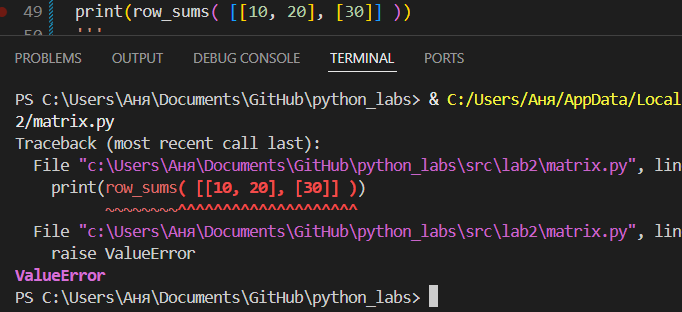 49 print(row_sums( [[10, 20], [30]] ))
50 '''
PROBLEMS OUTPUT DEBUG CONSOLE TERMINAL PORTS
PS C:\Users\Аня\Documents\GitHub\python_labs> & C:/Users/Аня/AppData/Local
2/matrix.py
Traceback (most recent call last):
  File "c:\Users\Аня\Documents\GitHub\python_labs\src\lab2\matrix.py", lin
    print(row_sums( [[10, 20], [30]] ))
          ~~~~~~~~^^^^^^^^^^^^^^^^^^^^
  File "c:\Users\Аня\Documents\GitHub\python_labs\src\lab2\matrix.py", lin
    raise ValueError
ValueError
PS C:\Users\Аня\Documents\GitHub\python_labs>